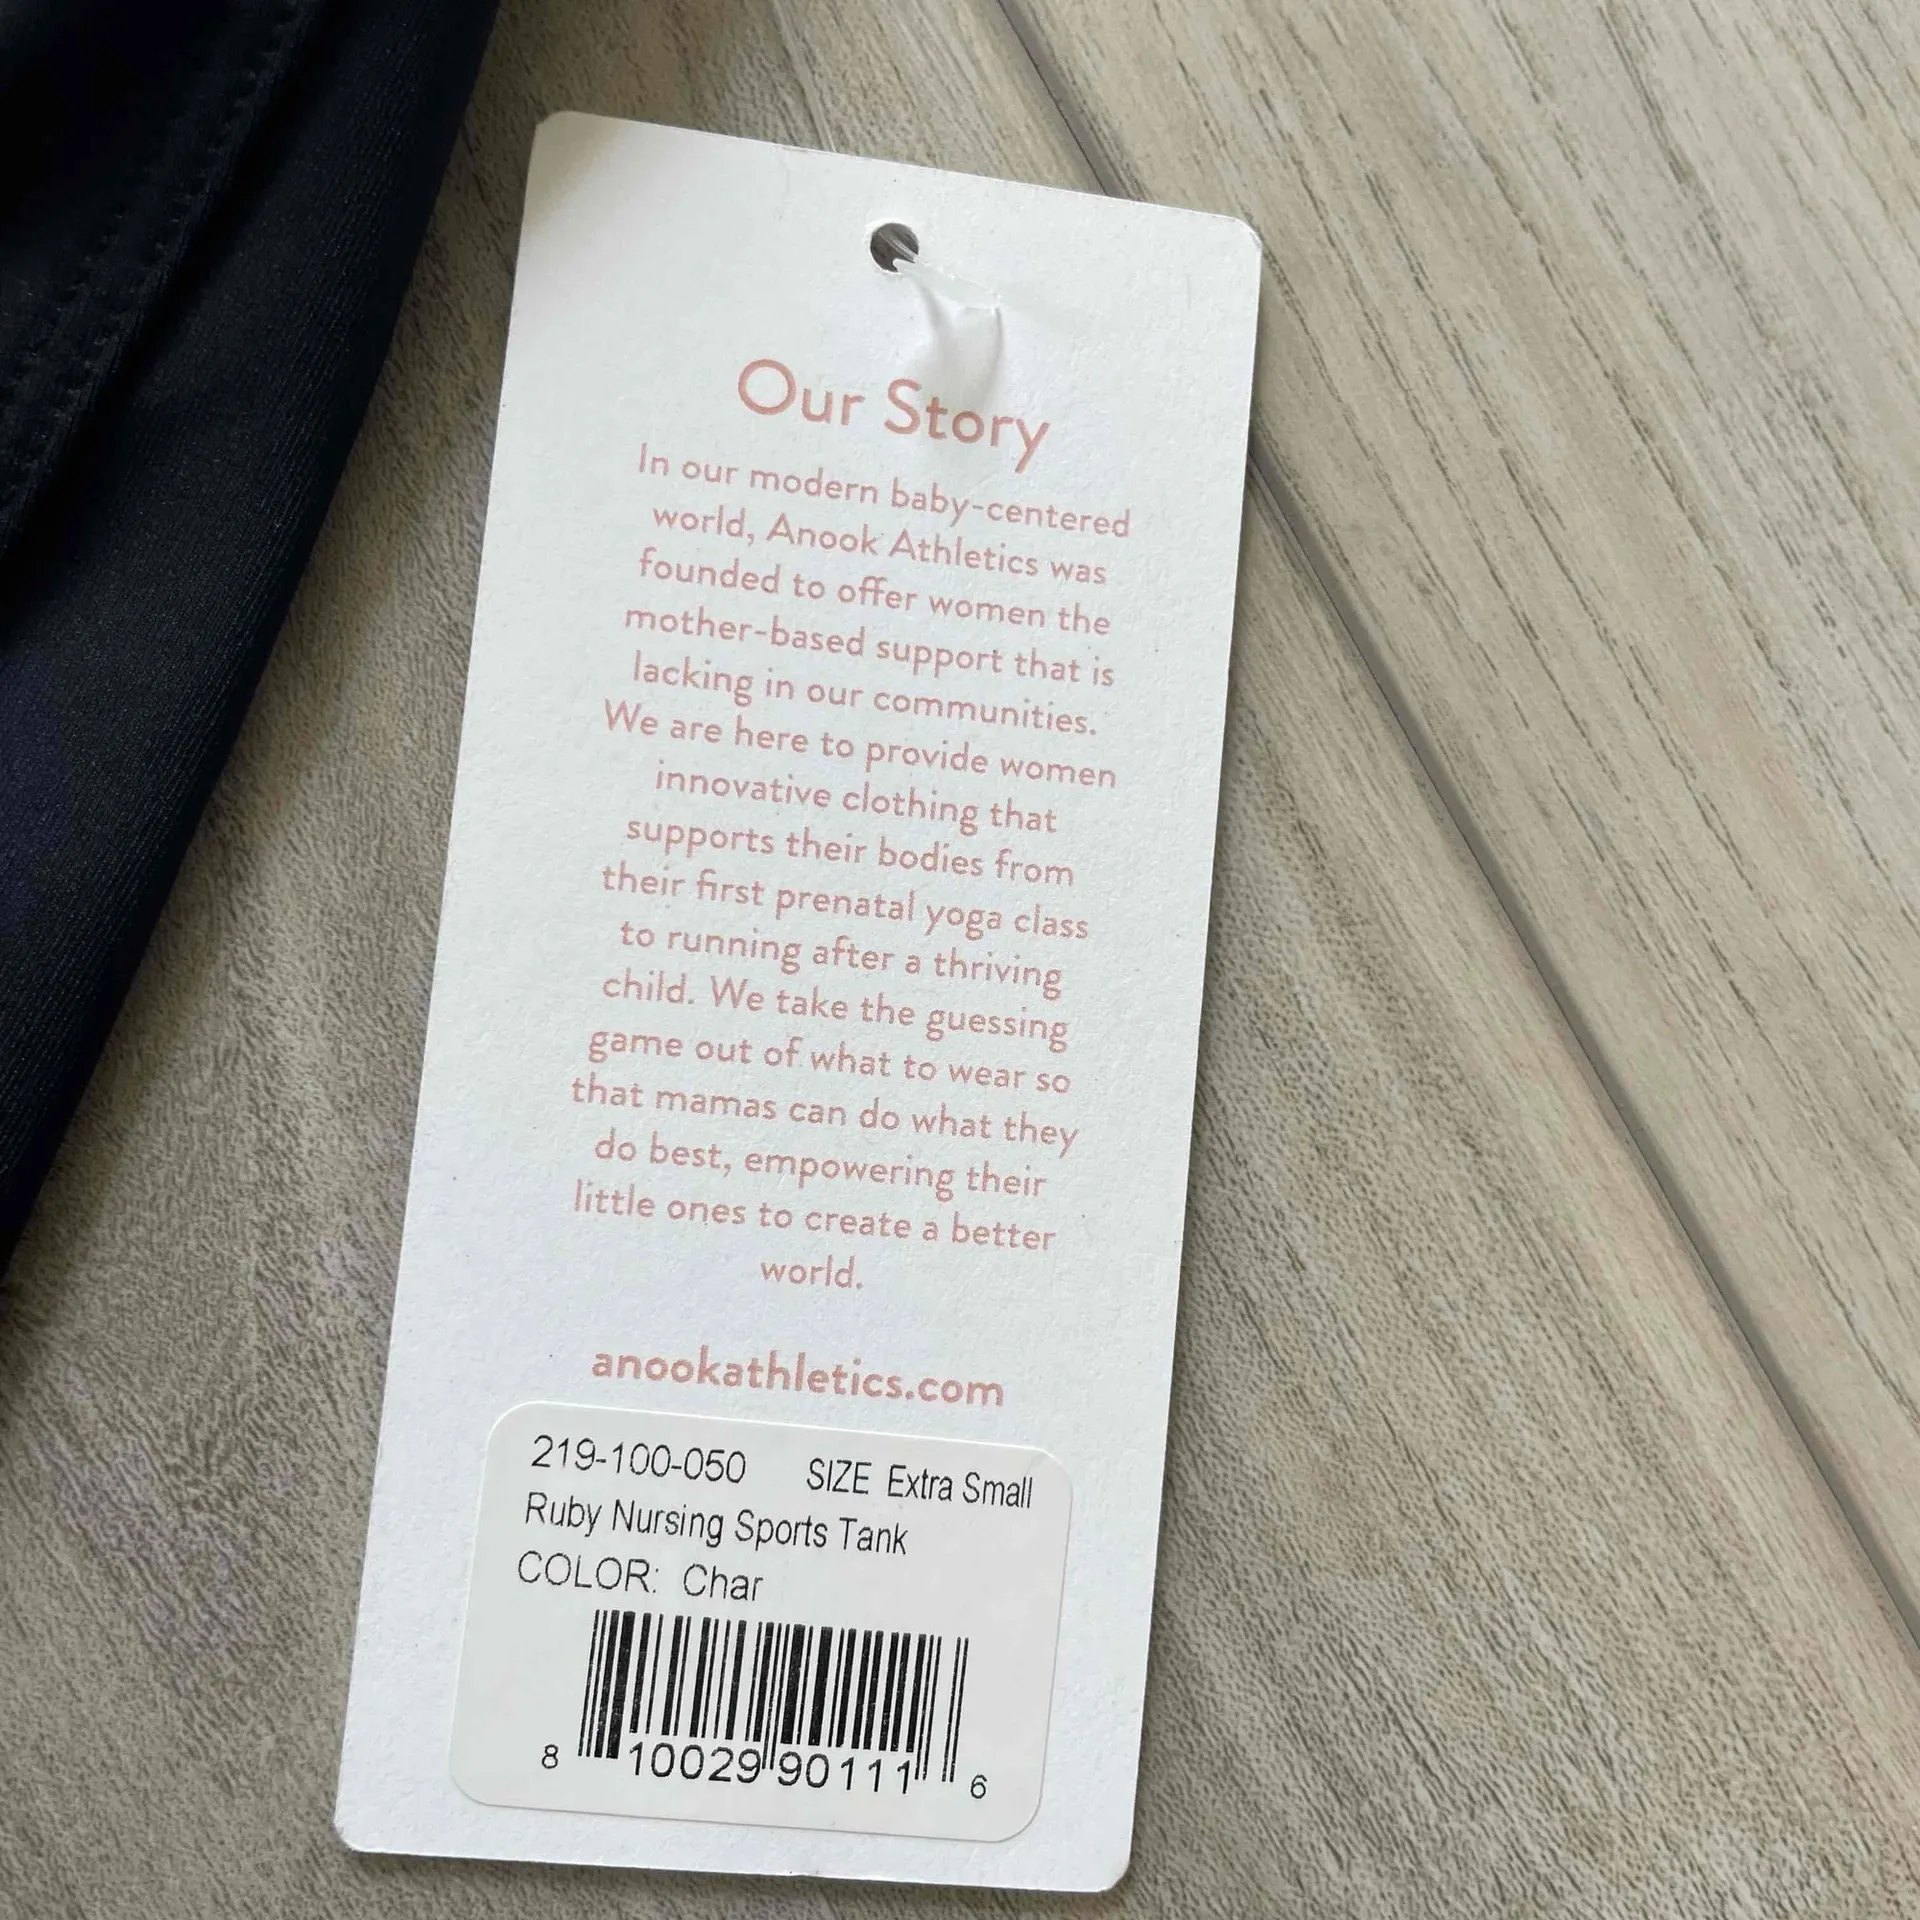 Our Story
In our modern baby-centered
world, Anook Athletics was
founded to offer women the
mother-based support that is
lacking in our communities.
We are here to provide women
innovative clothing that
supports their bodies from
their first prenatal yoga class
to running after a thriving
child. We take the guessing
game out of what to wear so
that mamas can do what they
do best, empowering their
little ones to create a better
world.
anookathletics.com
219-100-050 SIZE Extra Small
Ruby Nursing Sports Tank
COLOR: Char
8 10029 90111 6